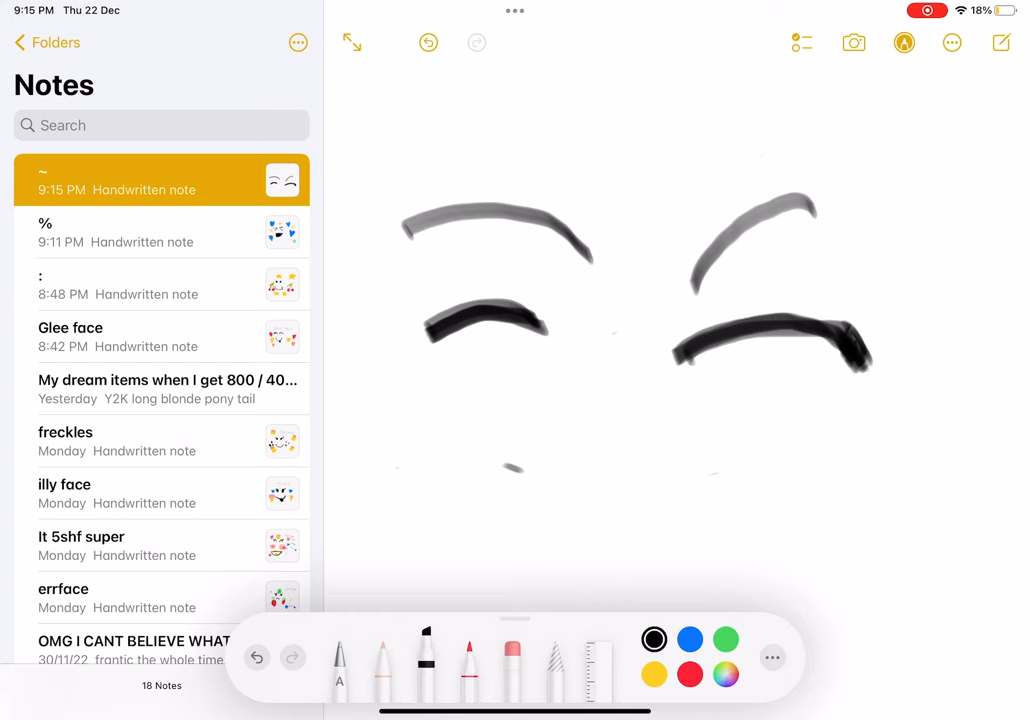 9:15 PM Thu 22 Dec
18%
Folders
Notes
Search
~
9:15 PM Handwritten note
%
9:11 PM Handwritten note
:
8:48 PM Handwritten note
Glee face
8:42 PM Handwritten note
My dream items when I get 800 / 40...
Yesterday Y2K long blonde pony tail
freckles
Monday Handwritten note
illy face
Monday Handwritten note
It 5shf super
Monday Handwritten note
errface
Monday Handwritten note
OMG I CANT BELIEVE WHAT
30/11/22 frantic the whole time
18 Notes
A